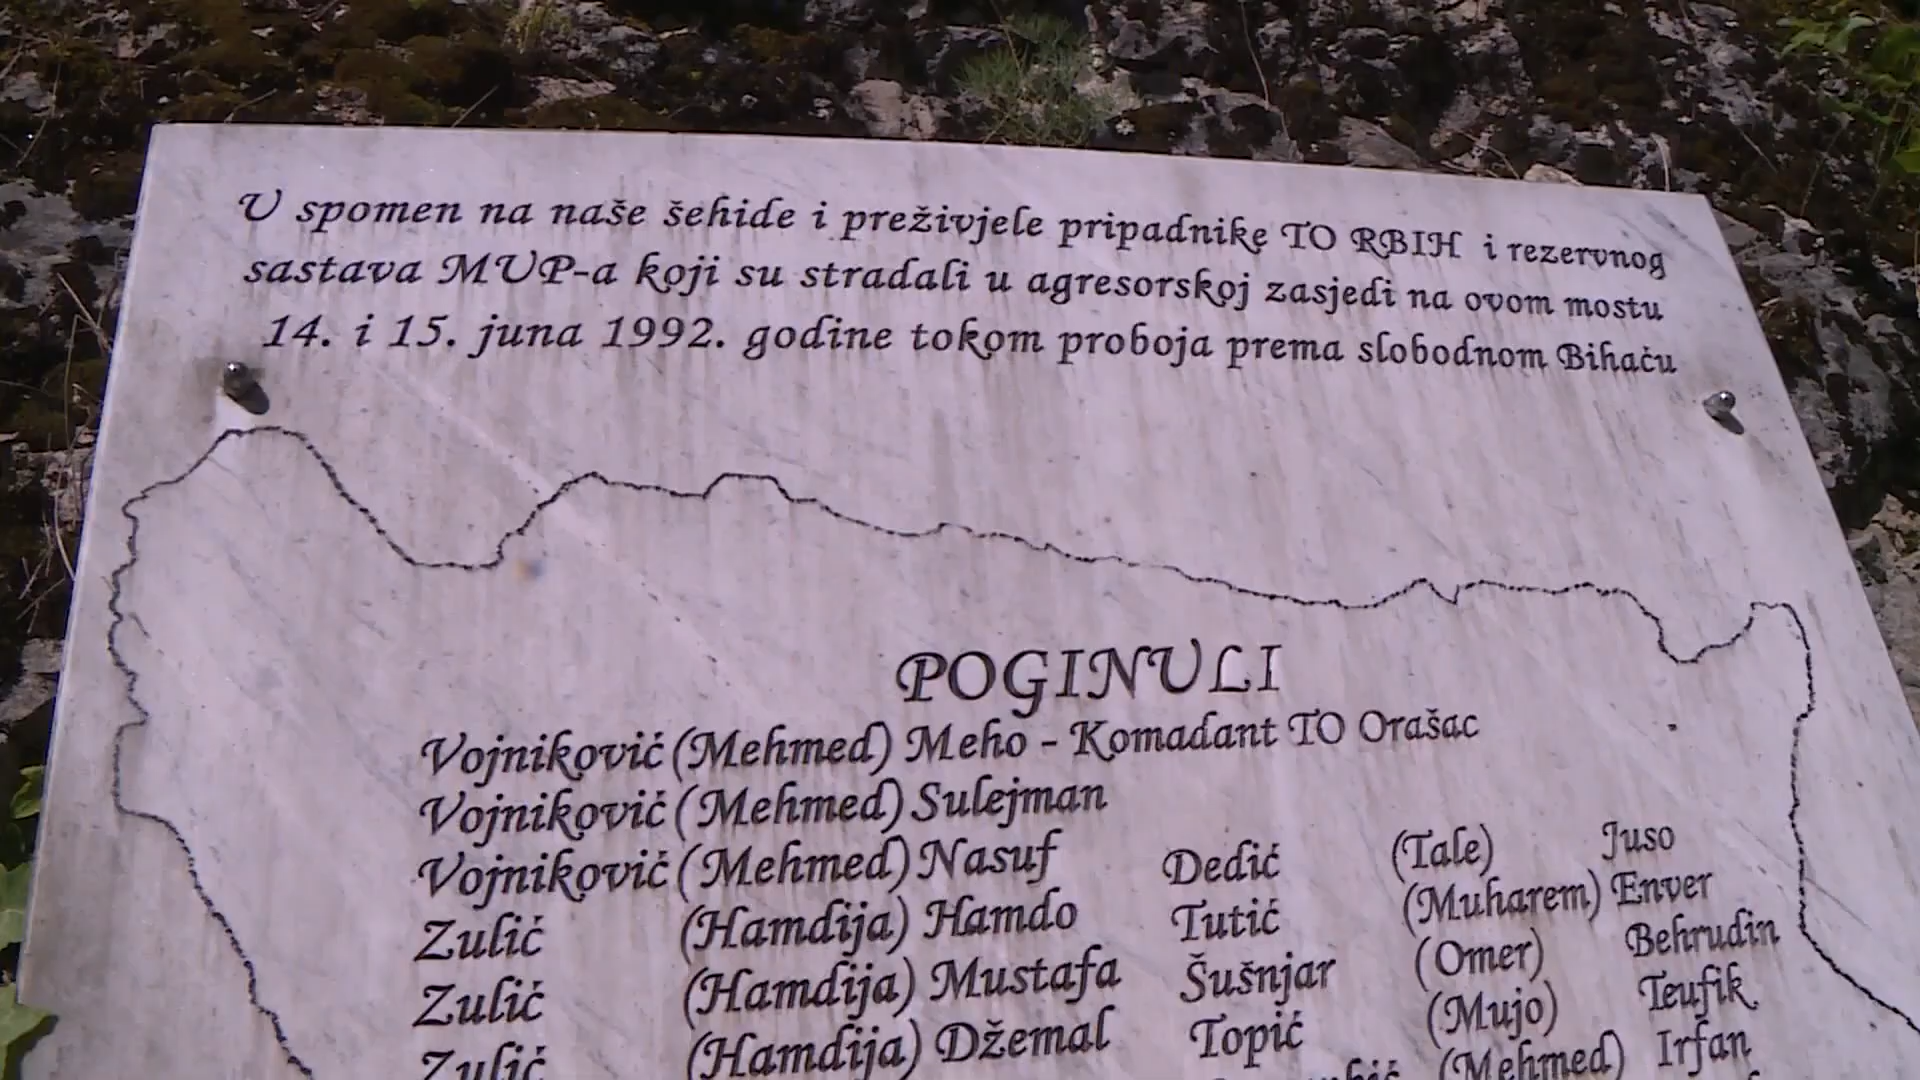 U spomen na naše šehide i preživjele pripadnike TO RBIH i rezervnog
sastava MUP-a koji su stradali u agresorskoj zasjedi na ovom mostu
14. i 15. juna 1992. godine tokom proboja prema slobodnom Bihaću
POGINULI
Vojniković (Mehmed) Meho - Komadant TO Orašac
Vojniković (Mehmed) Sulejman
Vojniković (Mehmed) Nasuf Dedić (Tale) Juso
Zulić (Hamdija) Hamdo Tutić (Muharem) Enver
Zulić (Hamdija) Mustafa Šušnjar (Omer) Behrudin
Zulić (Hamdija) Džemal Topić (Mujo) Teufik
(Mehmed) Irfan